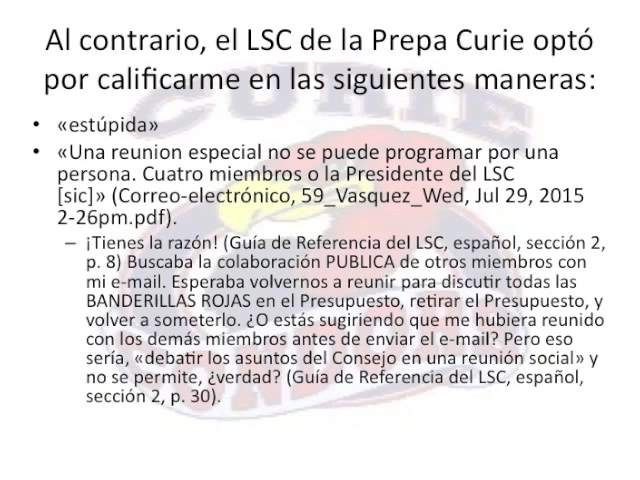 Al contrario, el LSC de la Prepa Curie optó
por calificarme en las siguientes maneras:
• «estúpida»
• «Una reunion especial no se puede programar por una
persona. Cuatro miembros o la Presidente del LSC
[sic]» (Correo-electrónico, 59_Vasquez_Wed, Jul 29, 2015
2-26pm.pdf).
– ¡Tienes la razón! (Guía de Referencia del LSC, español, sección 2,
p. 8) Buscaba la colaboración PUBLICA de otros miembros con
mi e-mail. Esperaba volvernos a reunir para discutir todas las
BANDERILLAS ROJAS en el Presupuesto, retirar el Presupuesto, y
volver a someterlo. ¿O estás sugiriendo que me hubiera reunido
con los demás miembros antes de enviar el e-mail? Pero eso
sería, «debatir los asuntos del Consejo en una reunión social» y
no se permite, ¿verdad? (Guía de Referencia del LSC, español,
sección 2, p. 30).
CURIE
CONDORS